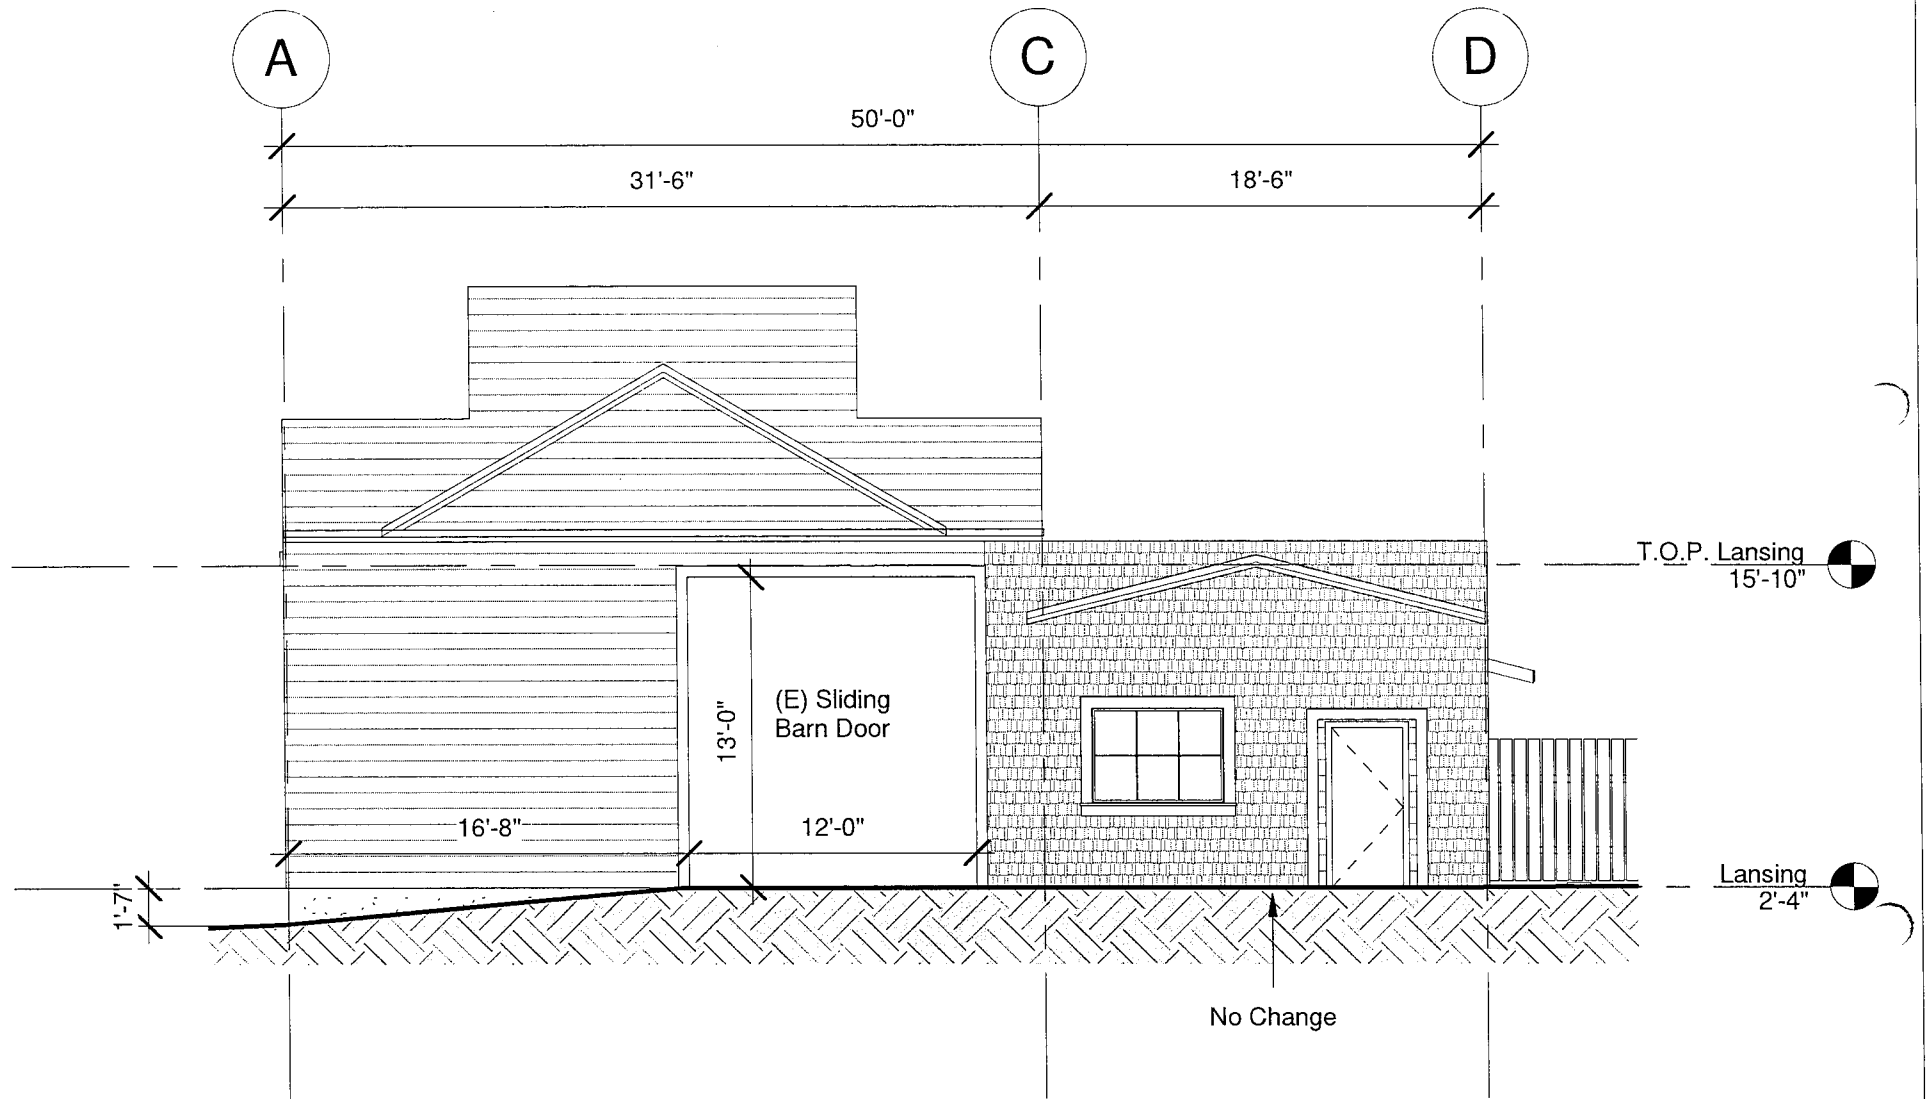 A
C
D
50'-0"
31'-6"
18'-6"
T.O.P. Lansing
15'-10"
(E) Sliding
Barn Door
13'-0"
16'-8"
12'-0"
1'-7"
Lansing
2'-4"
No Change